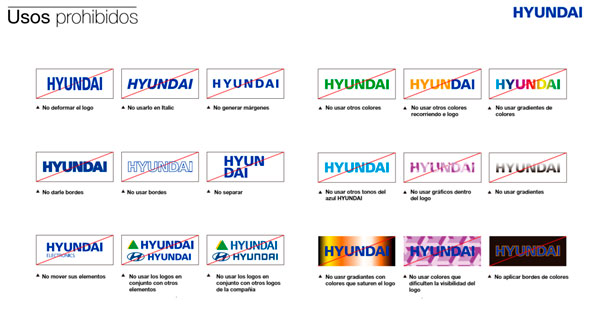 Usos prohibidos
HYUNDAI
HYUNDAI
No deformar el logo
HYUNDAI
No usarlo en Italic
HYUNDAI
No generar márgenes
HYUNDAI
No usar otros colores
HYUNDAI
No usar otros colores
recorriendo e logo
HYUNDAI
No usar gradientes de
colores
HYUNDAI
No darle bordes
HYUNDAI
No usar bordes
HYUN
DAI
No separar
HYUNDAI
No usar otros tonos del
azul HYUNDAI
HYUNDAI
No usar gráficos dentro
del logo
HYUNDAI
No usar gradientes
HYUNDAI
ELECTRONICS
No mover sus elementos
HYUNDAI
HYUNDAI
No usar los logos en
conjunto con otros
elementos
HYUNDAI
HYUNDAI
No usar los logos en
conjunto con otros logos
de la compañía
HYUNDAI
No uasr gradiantes con
colores que saturen el logo
HYUNDAI
No usar colores que
dificulten la visibilidad del
logo
HYUNDAI
No aplicar bordes de colores